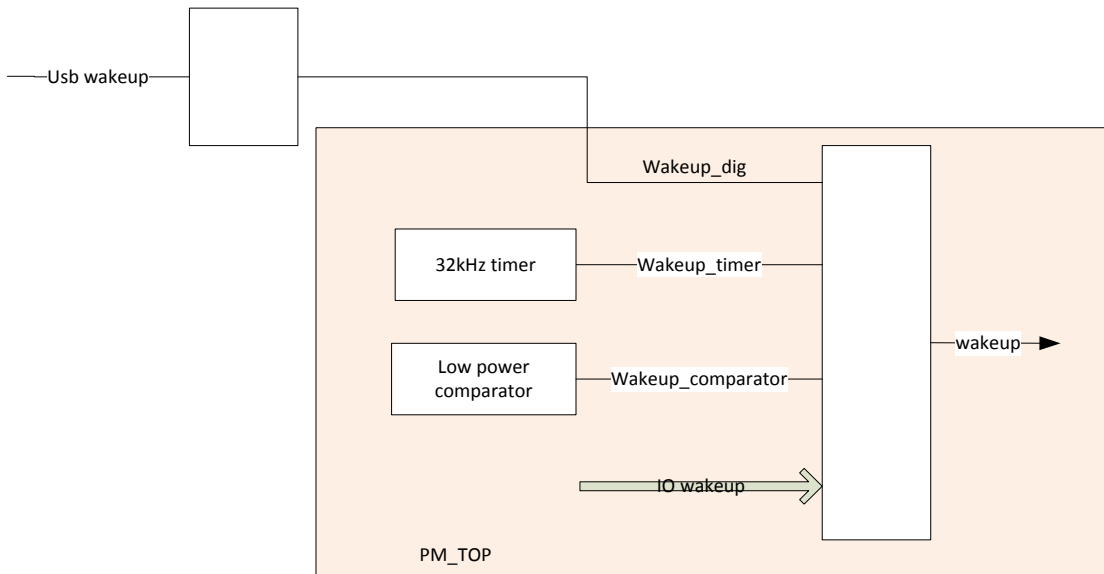 Usb wakeup
Wakeup_dig
32kHz timer
Wakeup_timer
wakeup
Low power
comparator
Wakeup_comparator
IO wakeup
PM_TOP